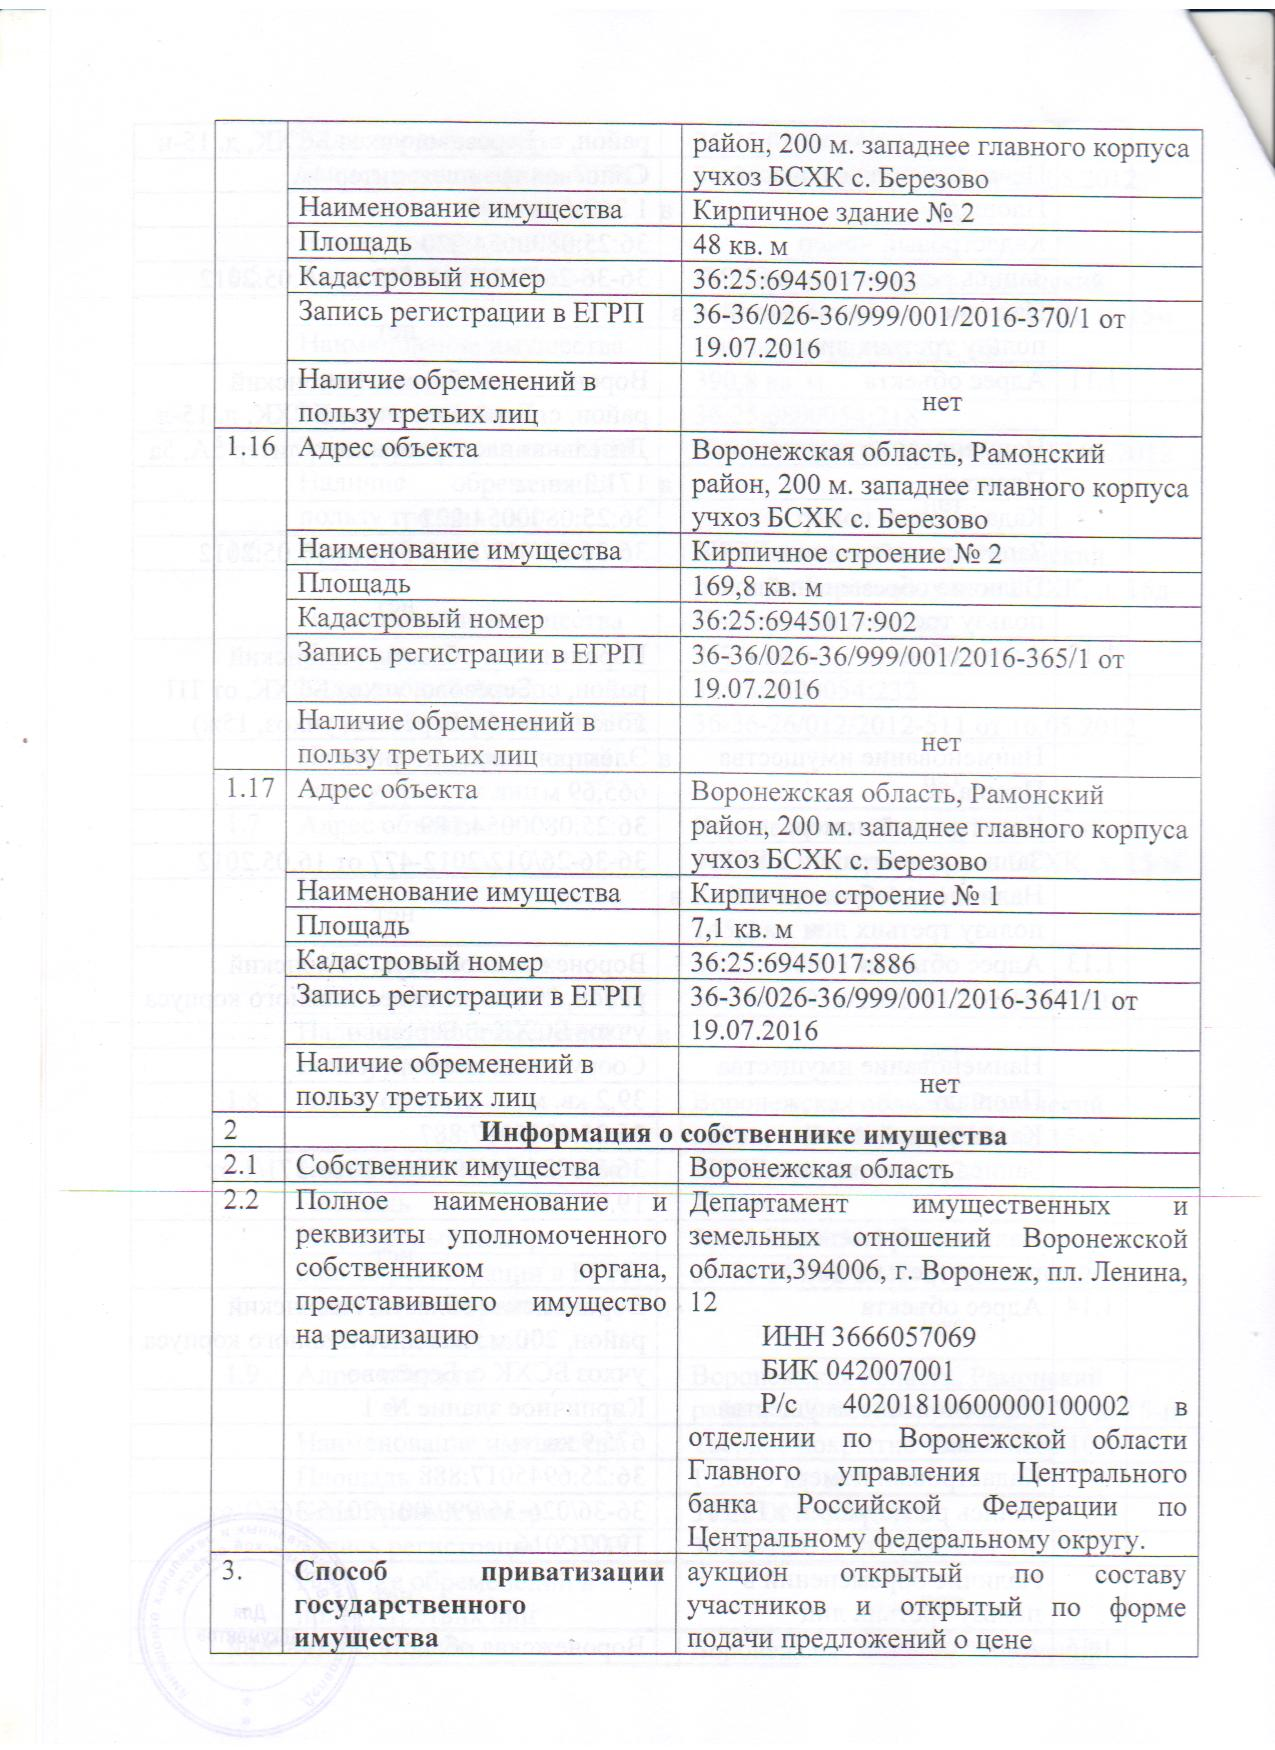 район, 200 м. западнее главного корпуса
учхоз БСХК с. Березово
Наименование имущества Кирпичное здание № 2
Площадь 48 кв. м
Кадастровый номер 36:25:6945017:903
Запись регистрации в ЕГРП 36-36/026-36/999/001/2016-370/1 от
19.07.2016
Наличие обременений в
пользу третьих лиц нет
1.16 Адрес объекта Воронежская область, Рамонский
район, 200 м. западнее главного корпуса
учхоз БСХК с. Березово
Наименование имущества Кирпичное строение № 2
Площадь 169,8 кв. м
Кадастровый номер 36:25:6945017:902
Запись регистрации в ЕГРП 36-36/026-36/999/001/2016-365/1 от
19.07.2016
Наличие обременений в
пользу третьих лиц нет
1.17 Адрес объекта Воронежская область, Рамонский
район, 200 м. западнее главного корпуса
учхоз БСХК с. Березово
Наименование имущества Кирпичное строение № 1
Площадь 7,1 кв. м
Кадастровый номер 36:25:6945017:886
Запись регистрации в ЕГРП 36-36/026-36/999/001/2016-3641/1 от
19.07.2016
Наличие обременений в
пользу третьих лиц нет
2 Информация о собственнике имущества
2.1 Собственник имущества Воронежская область
2.2 Полное наименование и
реквизиты уполномоченного
собственником органа,
представившего имущество
на реализацию
Департамент имущественных и
земельных отношений Воронежской
области,394006, г. Воронеж, пл. Ленина,
12
ИНН 3666057069
БИК 042007001
Р/с 40201810600000100002 в
отделении по Воронежской области
Главного управления Центрального
банка Российской Федерации по
Центральному федеральному округу.
3. Способ приватизации
государственного
имущества
аукцион открытый по составу
участников и открытый по форме
подачи предложений о цене